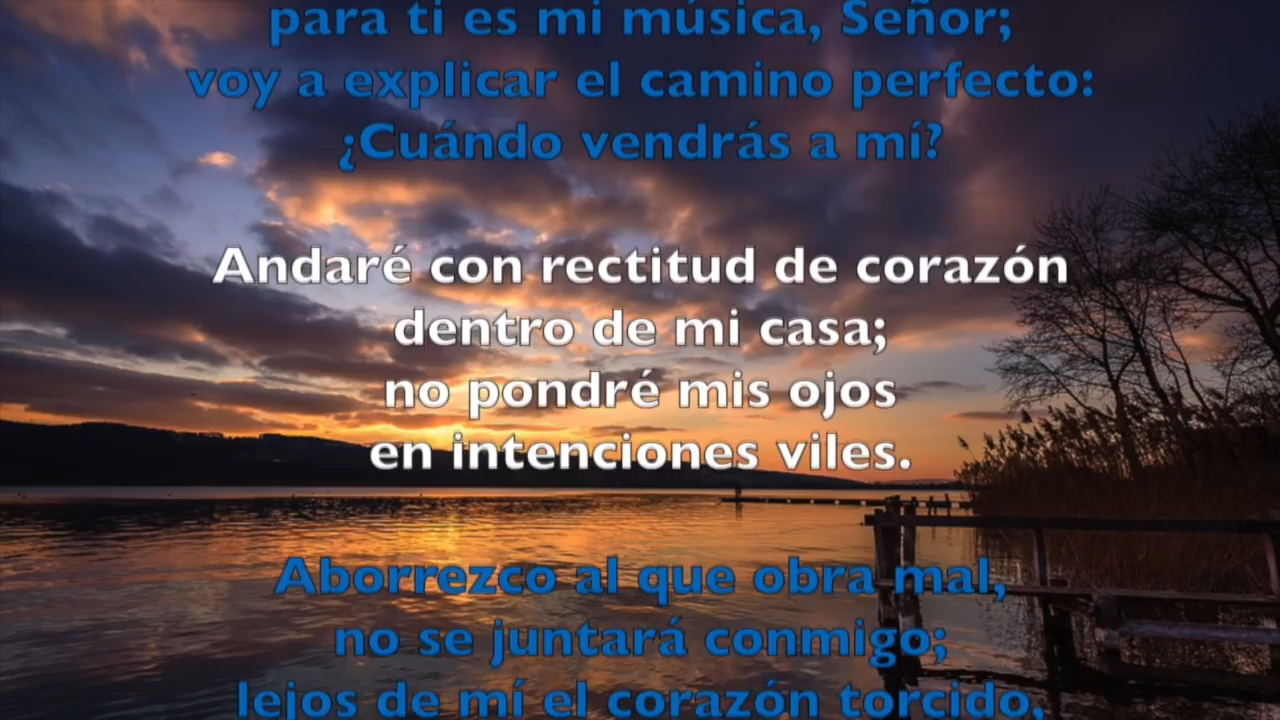 para ti es mi música, Señor;
voy a explicar el camino perfecto:
¿Cuándo vendrás a mí?
Andaré con rectitud de corazón
dentro de mi casa;
no pondré mis ojos
en intenciones viles.
Aborrezco al que obra mal,
no se juntará conmigo;
lejos de mí el corazón torcido,